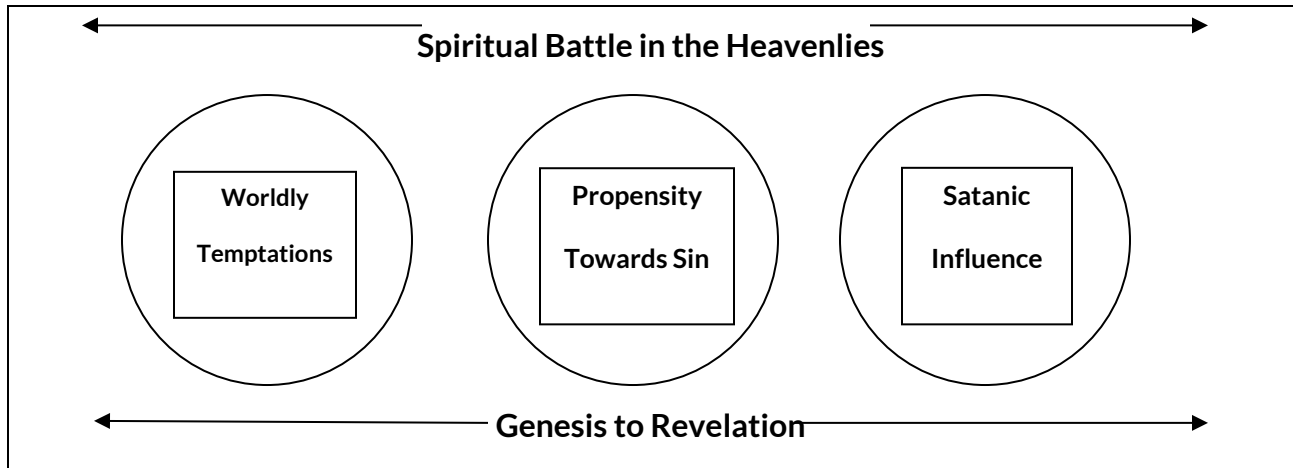 Spiritual Battle in the Heavenlies
Worldly
Temptations
Propensity
Towards Sin
Satanic
Influence
Genesis to Revelation